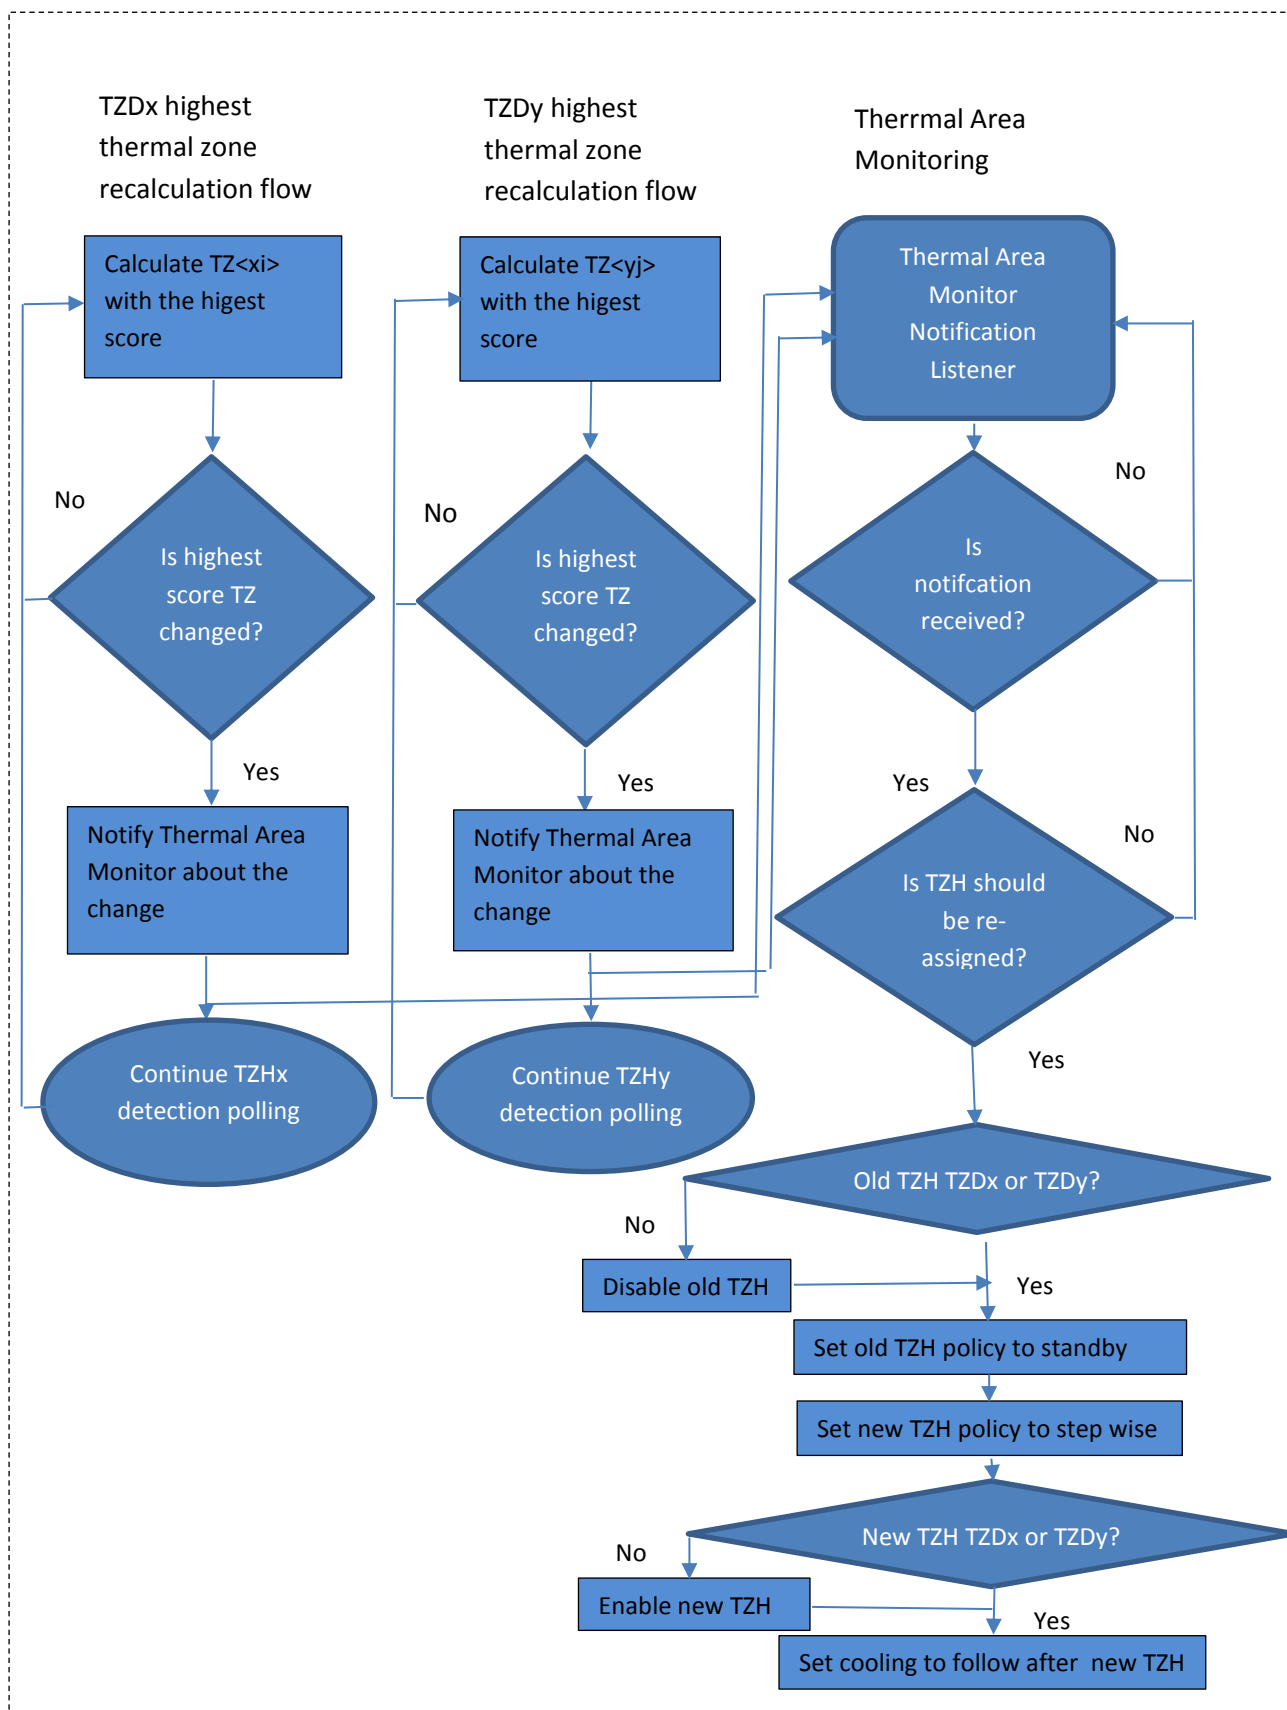 TZDx highest
thermal zone
recalculation flow
Calculate TZ<xi>
with the higest
score
No
Is highest
score TZ
changed?
Yes
Notify Thermal Area
Monitor about the
change
Continue TZHx
detection polling
TZDy highest
thermal zone
recalculation flow
Calculate TZ<yj>
with the higest
score
No
Is highest
score TZ
changed?
Yes
Notify Thermal Area
Monitor about the
change
Continue TZHy
detection polling
Therrmal Area
Monitoring
Thermal Area
Monitor
Notification
Listener
No
Is
notifcation
received?
Yes
No
Is TZH should
be re-
assigned?
Yes
Old TZH TZDx or TZDy?
No
Disable old TZH
Yes
Set old TZH policy to standby
Set new TZH policy to step wise
New TZH TZDx or TZDy?
No
Enable new TZH
Yes
Set cooling to follow after  new TZH